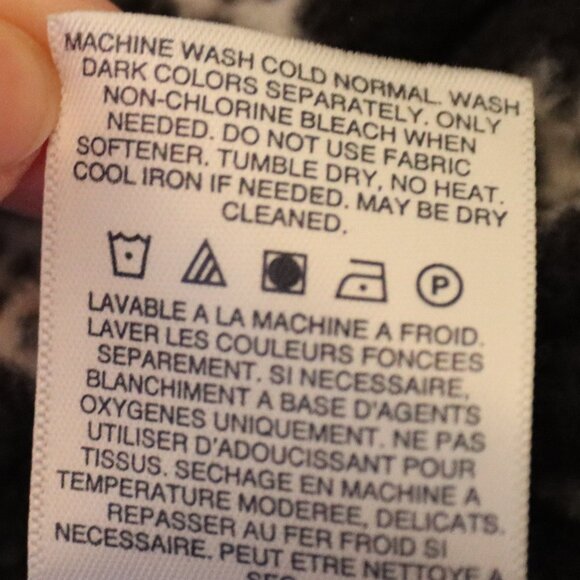 MACHINE WASH COLD NORMAL. WASH
DARK COLORS SEPARATELY. ONLY
NON-CHLORINE BLEACH WHEN
NEEDED. DO NOT USE FABRIC
SOFTENER. TUMBLE DRY, NO HEAT.
COOL IRON IF NEEDED. MAY BE DRY
CLEANED.
P
LAVABLE A LA MACHINE A FROID.
LAVER LES COULEURS FONCEES
SEPAREMENT. SI NECESSAIRE,
BLANCHIMENT A BASE D'AGENTS
OXYGENES UNIQUEMENT. NE PAS
UTILISER D'ADOUCISSANT POUR
TISSUS. SECHAGE EN MACHINE A
TEMPERATURE MODEREE, DELICATS.
REPASSER AU FER FROID SI
NECESSAIRE. PEUT ETRE NETTOYE A